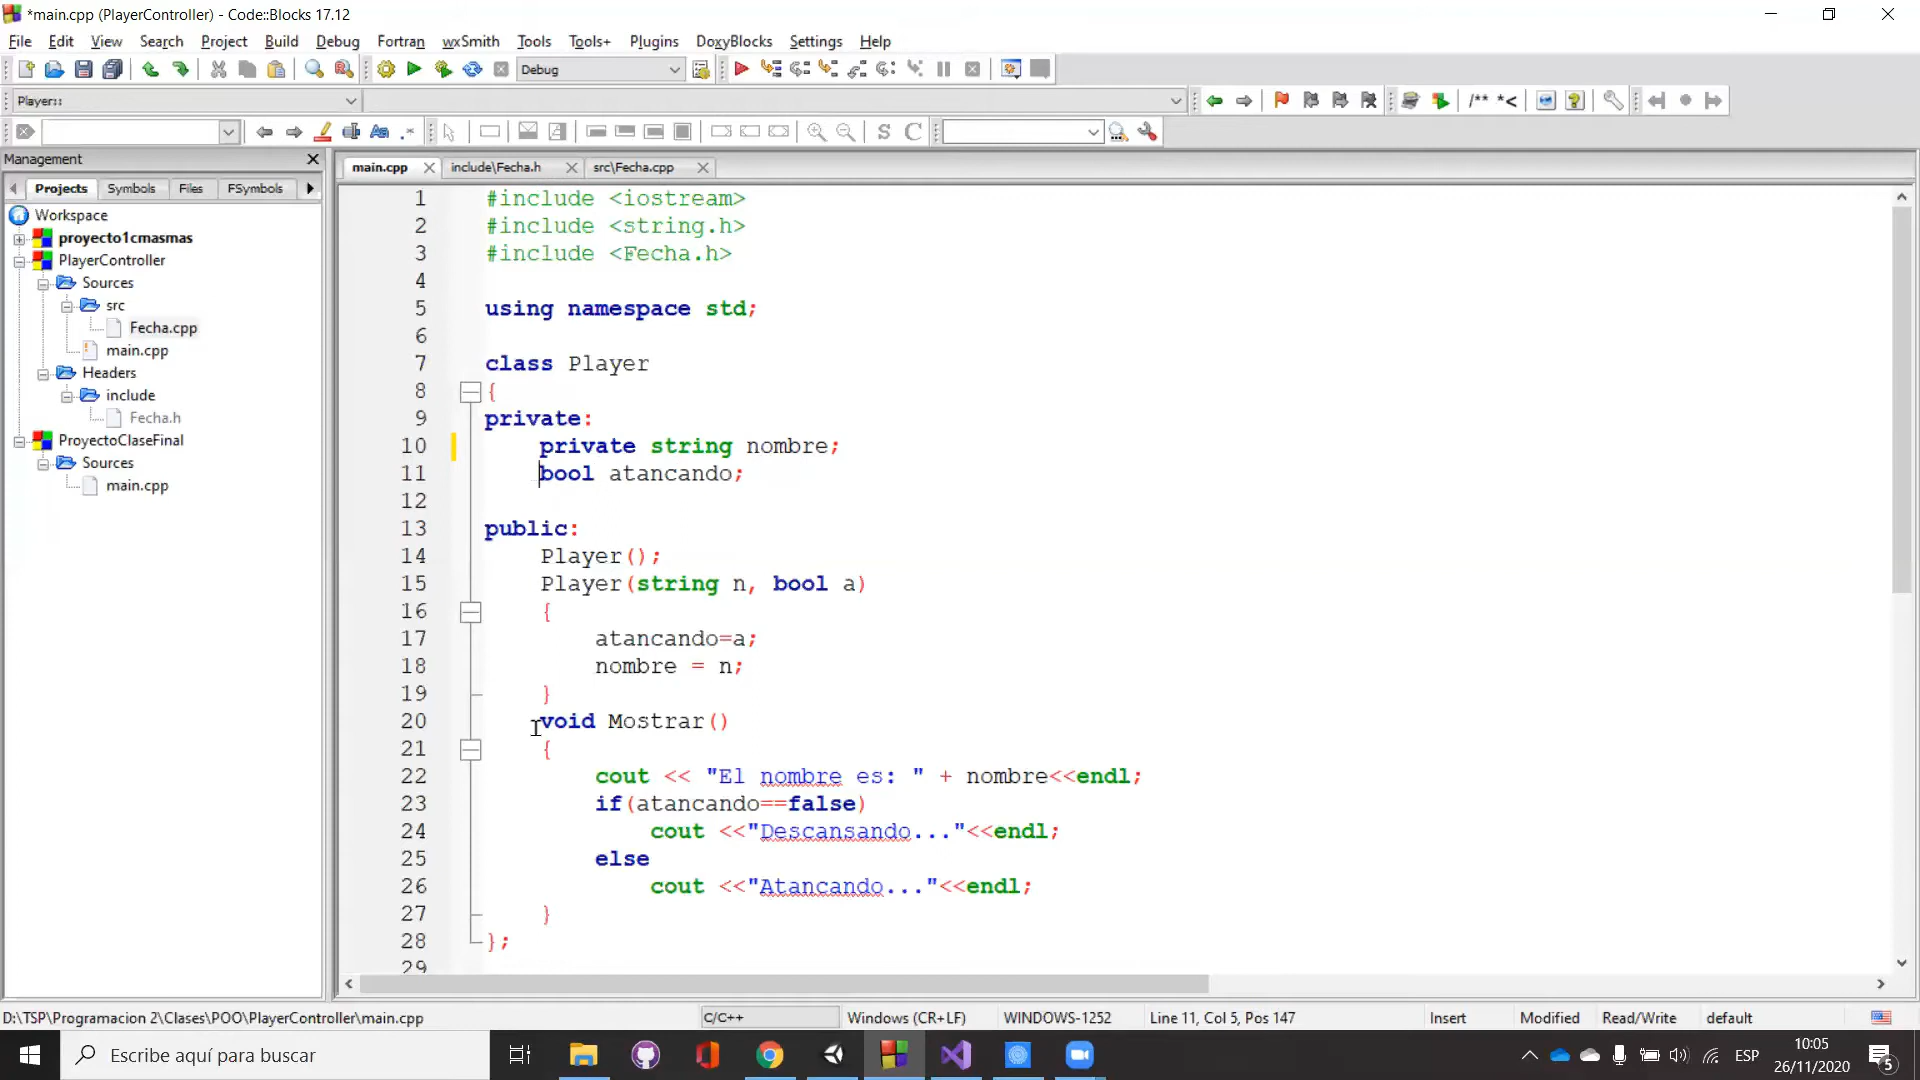 *main.cpp (PlayerController) - Code::Blocks 17.12
File Edit View Search Project Build Debug Fortran wxSmith Tools Tools+ Plugins DoxyBlocks Settings Help
Debug
Player::
/** *<
Aa .*
S C
Management
main.cpp include\Fecha.h src\Fecha.cpp
Projects Symbols Files FSymbols
Workspace
proyecto1cmasmas
PlayerController
Sources
src
Fecha.cpp
main.cpp
Headers
include
Fecha.h
ProyectoClaseFinal
Sources
main.cpp
1 #include <iostream>
2 #include <string.h>
3 #include <Fecha.h>
4
5 using namespace std;
6
7 class Player
8 {
9 private:
10 private string nombre;
11 bool atancando;
12
13 public:
14 Player();
15 Player(string n, bool a)
16 {
17 atancando=a;
18 nombre = n;
19 }
20 void Mostrar()
21 {
22 cout << "El nombre es: " + nombre<<endl;
23 if(atancando==false)
24 cout <<"Descansando..."<<endl;
25 else
26 cout <<"Atancando..."<<endl;
27 }
28 };
29
D:\TSP\Programacion 2\Clases\POO\PlayerController\main.cpp C/C++ Windows (CR+LF) WINDOWS-1252 Line 11, Col 5, Pos 147 Insert Modified Read/Write default
Escribe aquí para buscar
ESP
10:05
26/11/2020
5